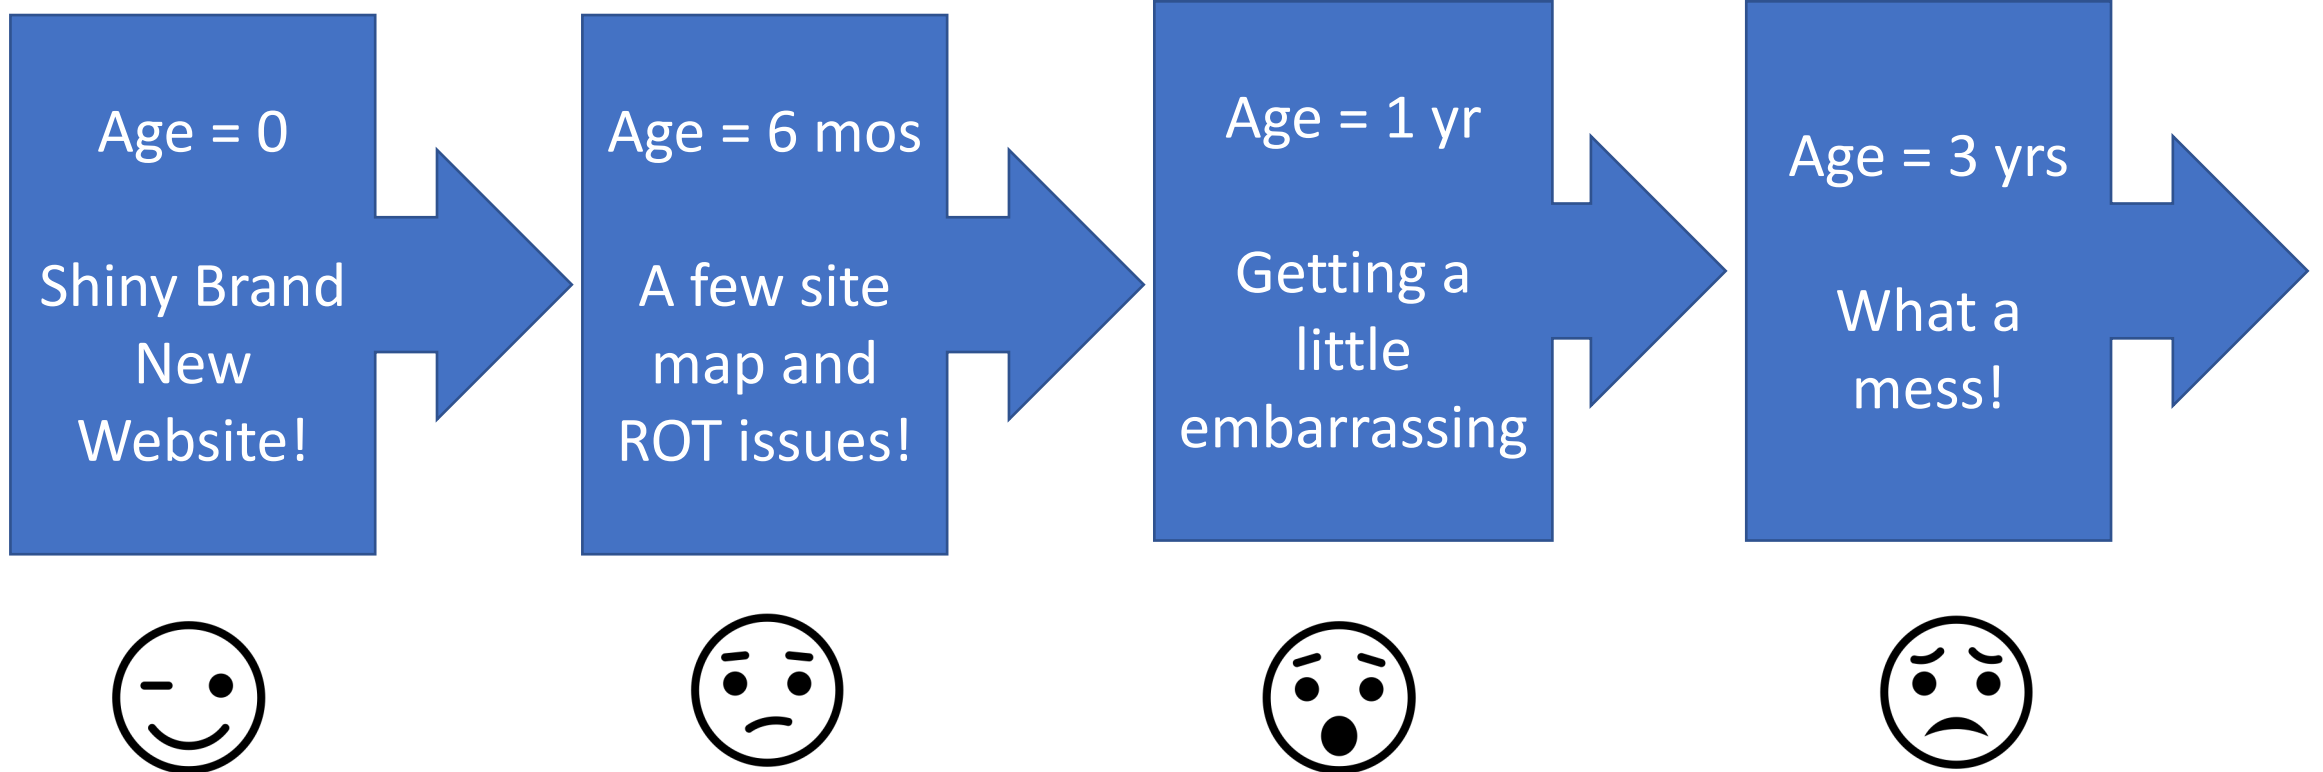 Age = 0
Shiny Brand
New
Website!
Age = 6 mos
A few site
map and
ROT issues!
Age = 1 yr
Getting a
little
embarrassing
Age = 3 yrs
What a
mess!